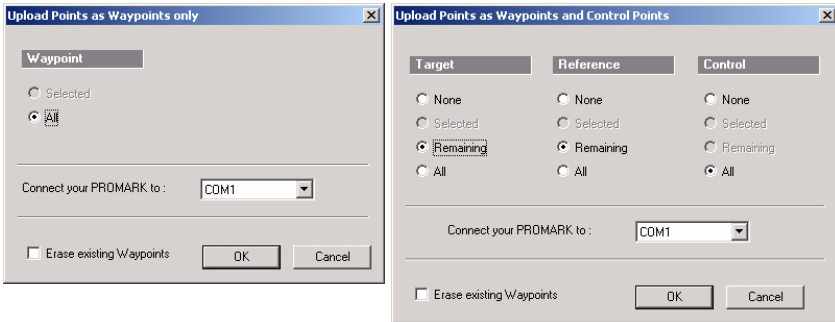 Upload Points as Waypoints only
Waypoint
Selected
All
Connect your PROMARK to :
COM1
Erase existing Waypoints
OK
Cancel
Upload Points as Waypoints and Control Points
Target
Reference
Control
None
None
None
Selected
Selected
Selected
Remaining
Remaining
Remaining
All
All
All
Connect your PROMARK to :
COM1
Erase existing Waypoints
OK
Cancel